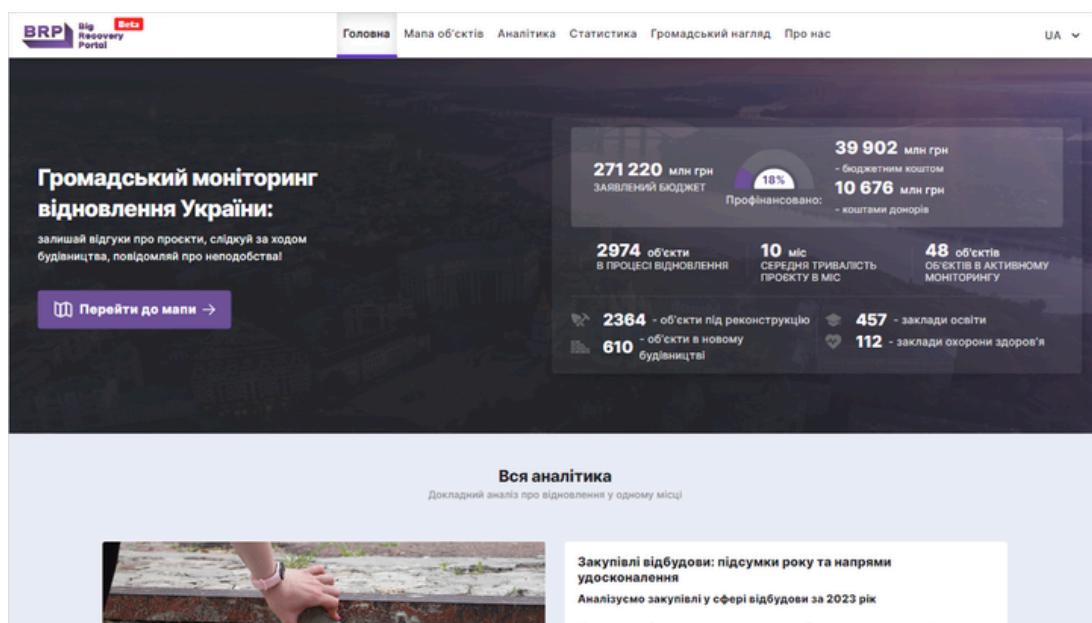 BRP Big Recovery Portal Beta
Головна Мапа об'єктів Аналітика Статистика Громадський нагляд Про нас UA
Громадський моніторинг
відновлення України:
залишай відгуки про проєкти, слідкуй за ходом
будівництва, повідомляй про неподобства!
Перейти до мапи →
271 220 млн грн
ЗАЯВЛЕНИЙ БЮДЖЕТ
18%
Профінансовано:
39 902 млн грн
- бюджетним коштом
10 676 млн грн
- коштами донорів
2974 об'єкти
В ПРОЦЕСІ ВІДНОВЛЕННЯ
10 міс
СЕРЕДНЯ ТРИВАЛІСТЬ
ПРОЄКТУ В МІС
48 об'єктів
ОБ'ЄКТІВ В АКТИВНОМУ
МОНІТОРИНГУ
2364 - об'єкти під реконструкцію
610 - об'єкти в новому
будівництві
457 - заклади освіти
112 - заклади охорони здоров'я
Вся аналітика
Докладний аналіз про відновлення у одному місці
Закупівлі відбудови: підсумки року та напрями
удосконалення
Аналізуємо закупівлі у сфері відбудови за 2023 рік